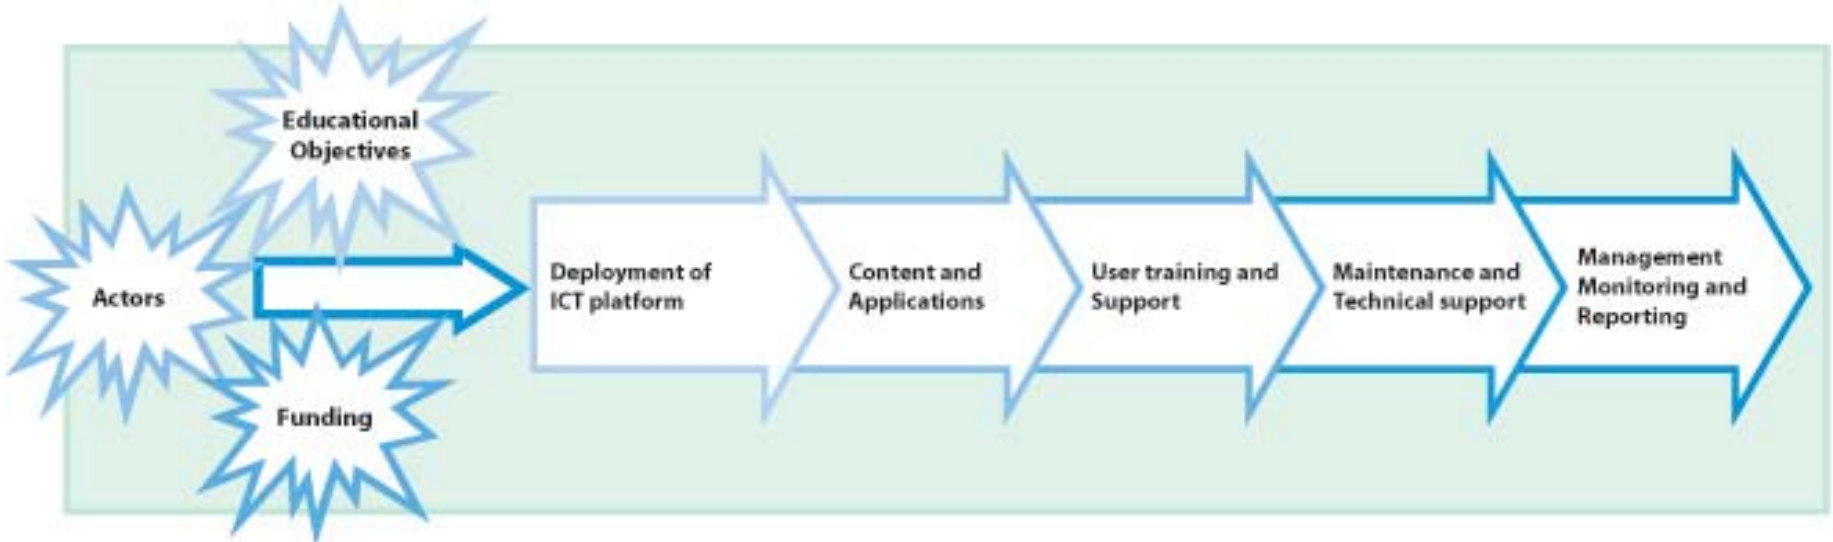 Educational
Objectives
Actors
Funding
Deployment of
ICT platform
Content and
Applications
User training and
Support
Maintenance and
Technical support
Management
Monitoring and
Reporting